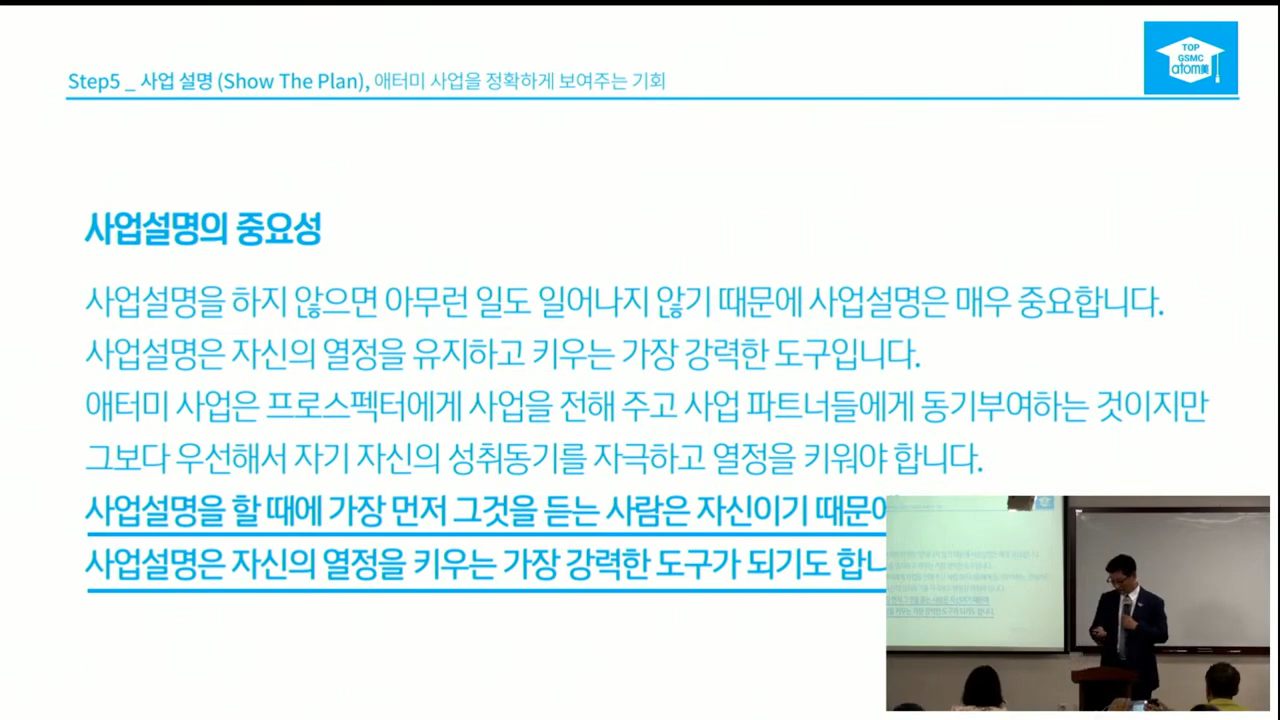 Step5 _ 사업 설명 (Show The Plan), 애터미 사업을 정확하게 보여주는 기회
TOP
GSMC
atom美
사업설명의 중요성
사업설명을 하지 않으면 아무런 일도 일어나지 않기 때문에 사업설명은 매우 중요합니다.
사업설명은 자신의 열정을 유지하고 키우는 가장 강력한 도구입니다.
애터미 사업은 프로스펙터에게 사업을 전해 주고 사업 파트너들에게 동기부여하는 것이지만
그보다 우선해서 자기 자신의 성취동기를 자극하고 열정을 키워야 합니다.
사업설명을 할 때에 가장 먼저 그것을 듣는 사람은 자신이기 때문에
사업설명은 자신의 열정을 키우는 가장 강력한 도구가 되기도 합니